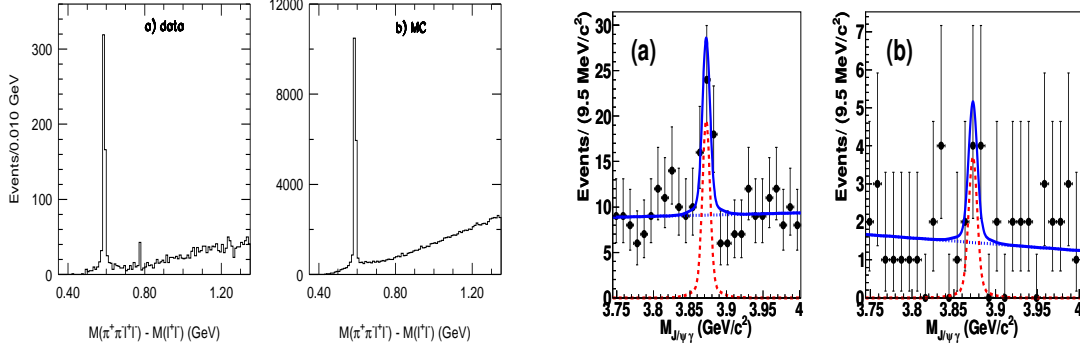 a) data
Events/0.010 GeV
300
200
100
0
0.40 0.80 1.20
M(π⁺π⁻l⁺l⁻) - M(l⁺l⁻) (GeV)
b) MC
12000
8000
4000
0
0.40 0.80 1.20
M(π⁺π⁻l⁺l⁻) - M(l⁺l⁻) (GeV)
(a)
Events/ (9.5 MeV/c²)
30
25
20
15
10
5
0
3.75 3.8 3.85 3.9 3.95 4
M_J/ψγ (GeV/c²)
(b)
Events/ (9.5 MeV/c²)
7
6
5
4
3
2
1
0
3.75 3.8 3.85 3.9 3.95 4
M_J/ψγ (GeV/c²)